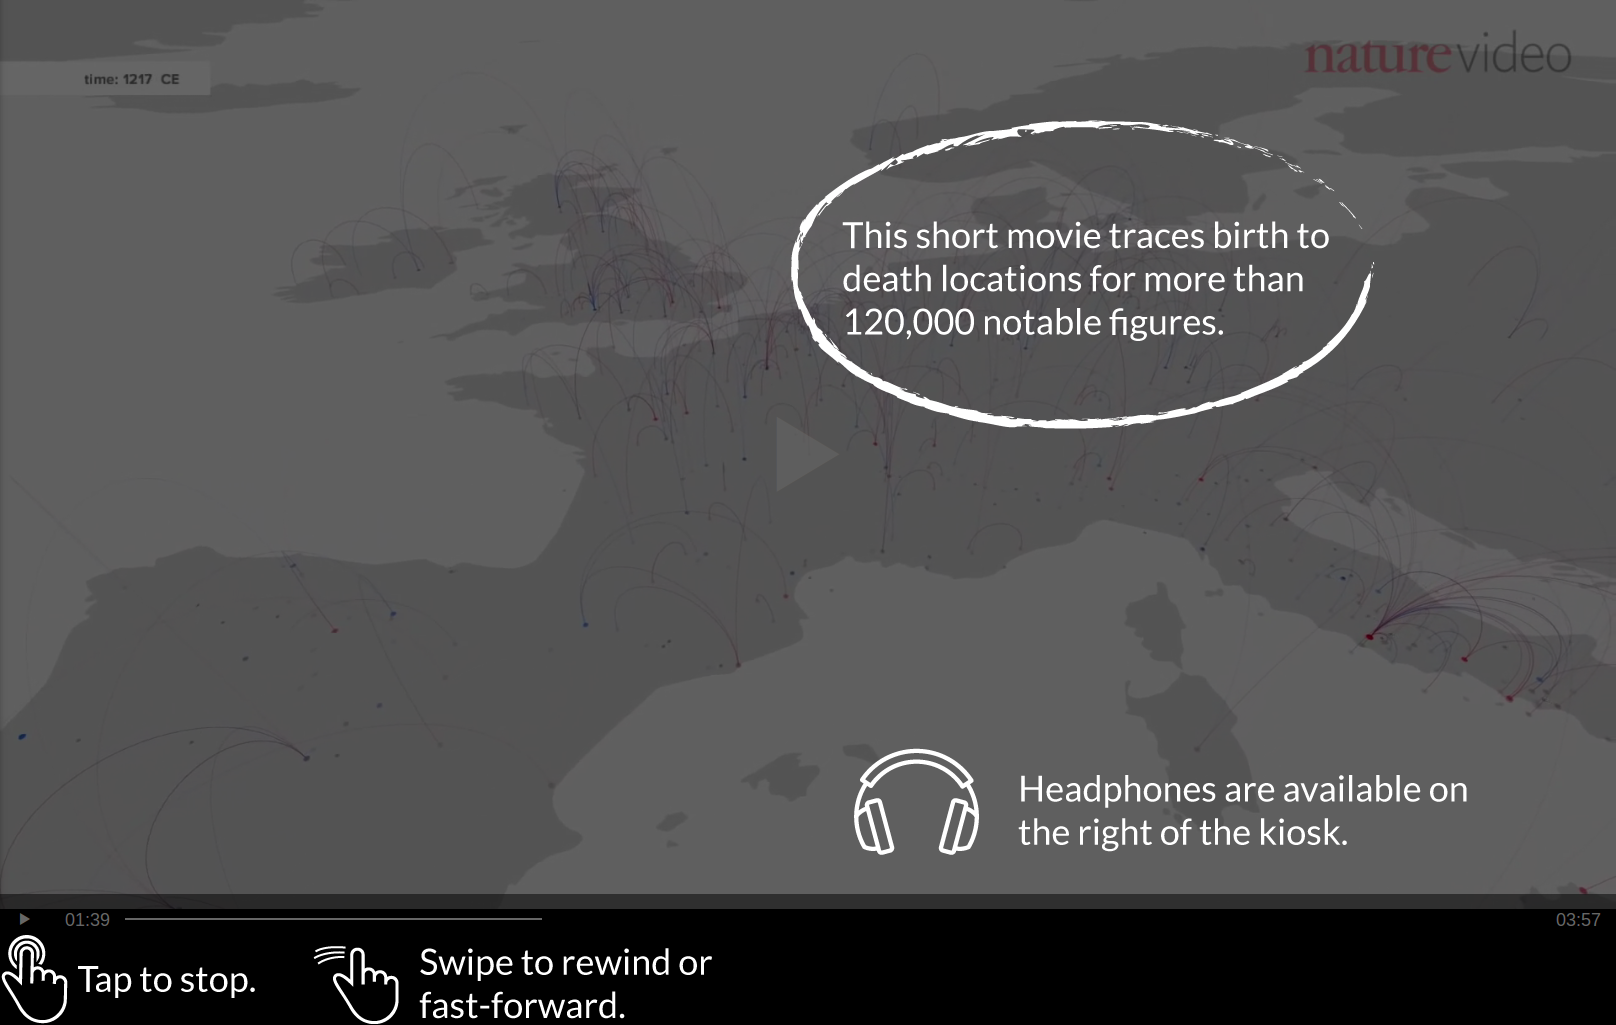 time: 1217 CE
nature video
This short movie traces birth to
death locations for more than
120,000 notable figures.
Headphones are available on
the right of the kiosk.
01:39
03:57
Tap to stop.
Swipe to rewind or
fast-forward.